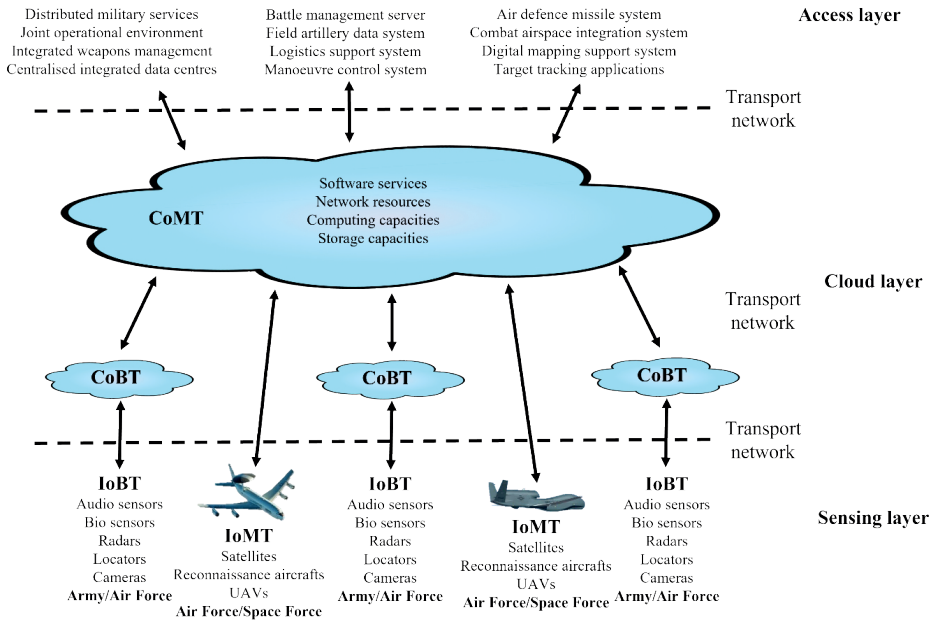 Distributed military services
Joint operational environment
Integrated weapons management
Centralised integrated data centres
Battle management server
Field artillery data system
Logistics support system
Manoeuvre control system
Air defence missile system
Combat airspace integration system
Digital mapping support system
Target tracking applications
Access layer
Transport
network
CoMT
Software services
Network resources
Computing capacities
Storage capacities
Cloud layer
Transport
network
CoBT
CoBT
CoBT
Transport
network
IoBT
Audio sensors
Bio sensors
Radars
Locators
Cameras
Army/Air Force
IoMT
Satellites
Reconnaissance aircrafts
UAVs
Air Force/Space Force
IoBT
Audio sensors
Bio sensors
Radars
Locators
Cameras
Army/Air Force
IoMT
Satellites
Reconnaissance aircrafts
UAVs
Air Force/Space Force
IoBT
Audio sensors
Bio sensors
Radars
Locators
Cameras
Army/Air Force
Sensing layer